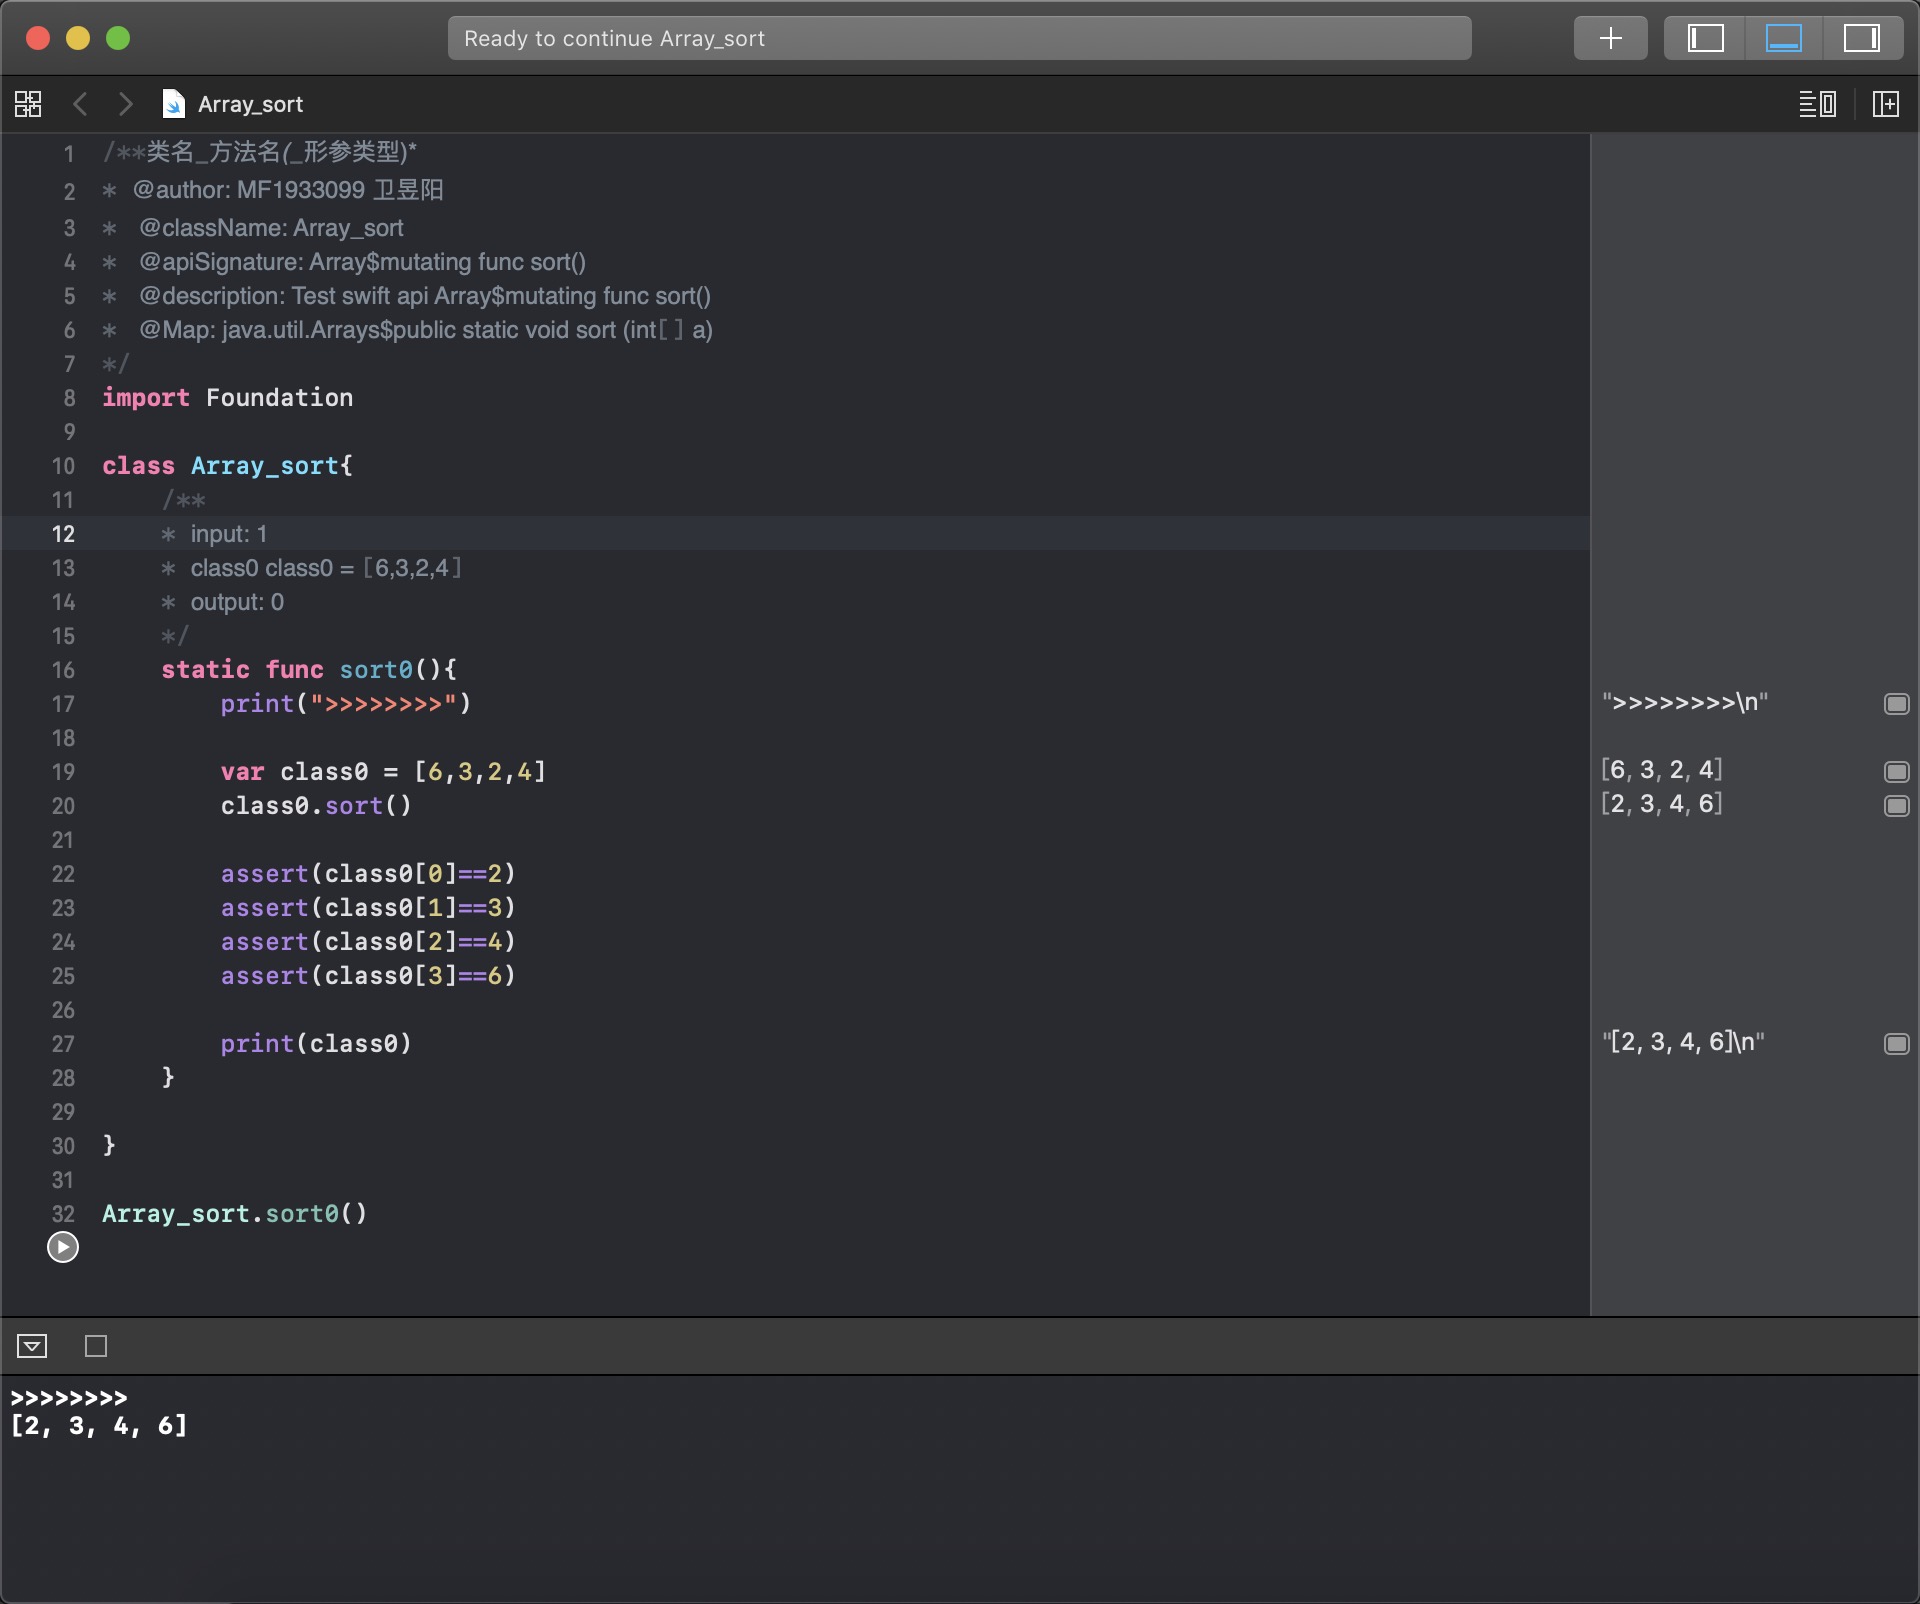 Ready to continue Array_sort
Array_sort
1 /**类名_方法名(_形参类型)*
2 * @author: MF1933099 卫昱阳
3 * @className: Array_sort
4 * @apiSignature: Array$mutating func sort()
5 * @description: Test swift api Array$mutating func sort()
6 * @Map: java.util.Arrays$public static void sort (int[] a)
7 */
8 import Foundation
9
10 class Array_sort{
11 /**
12 * input: 1
13 * class0 class0 = [6,3,2,4]
14 * output: 0
15 */
16 static func sort0(){
17 print(">>>>>>>>") ">>>>>>>>\n"
18
19 var class0 = [6,3,2,4] [6, 3, 2, 4]
20 class0.sort() [2, 3, 4, 6]
21
22 assert(class0[0]==2)
23 assert(class0[1]==3)
24 assert(class0[2]==4)
25 assert(class0[3]==6)
26
27 print(class0) "[2, 3, 4, 6]\n"
28 }
29
30 }
31
32 Array_sort.sort0()
>>>>>>>>
[2, 3, 4, 6]